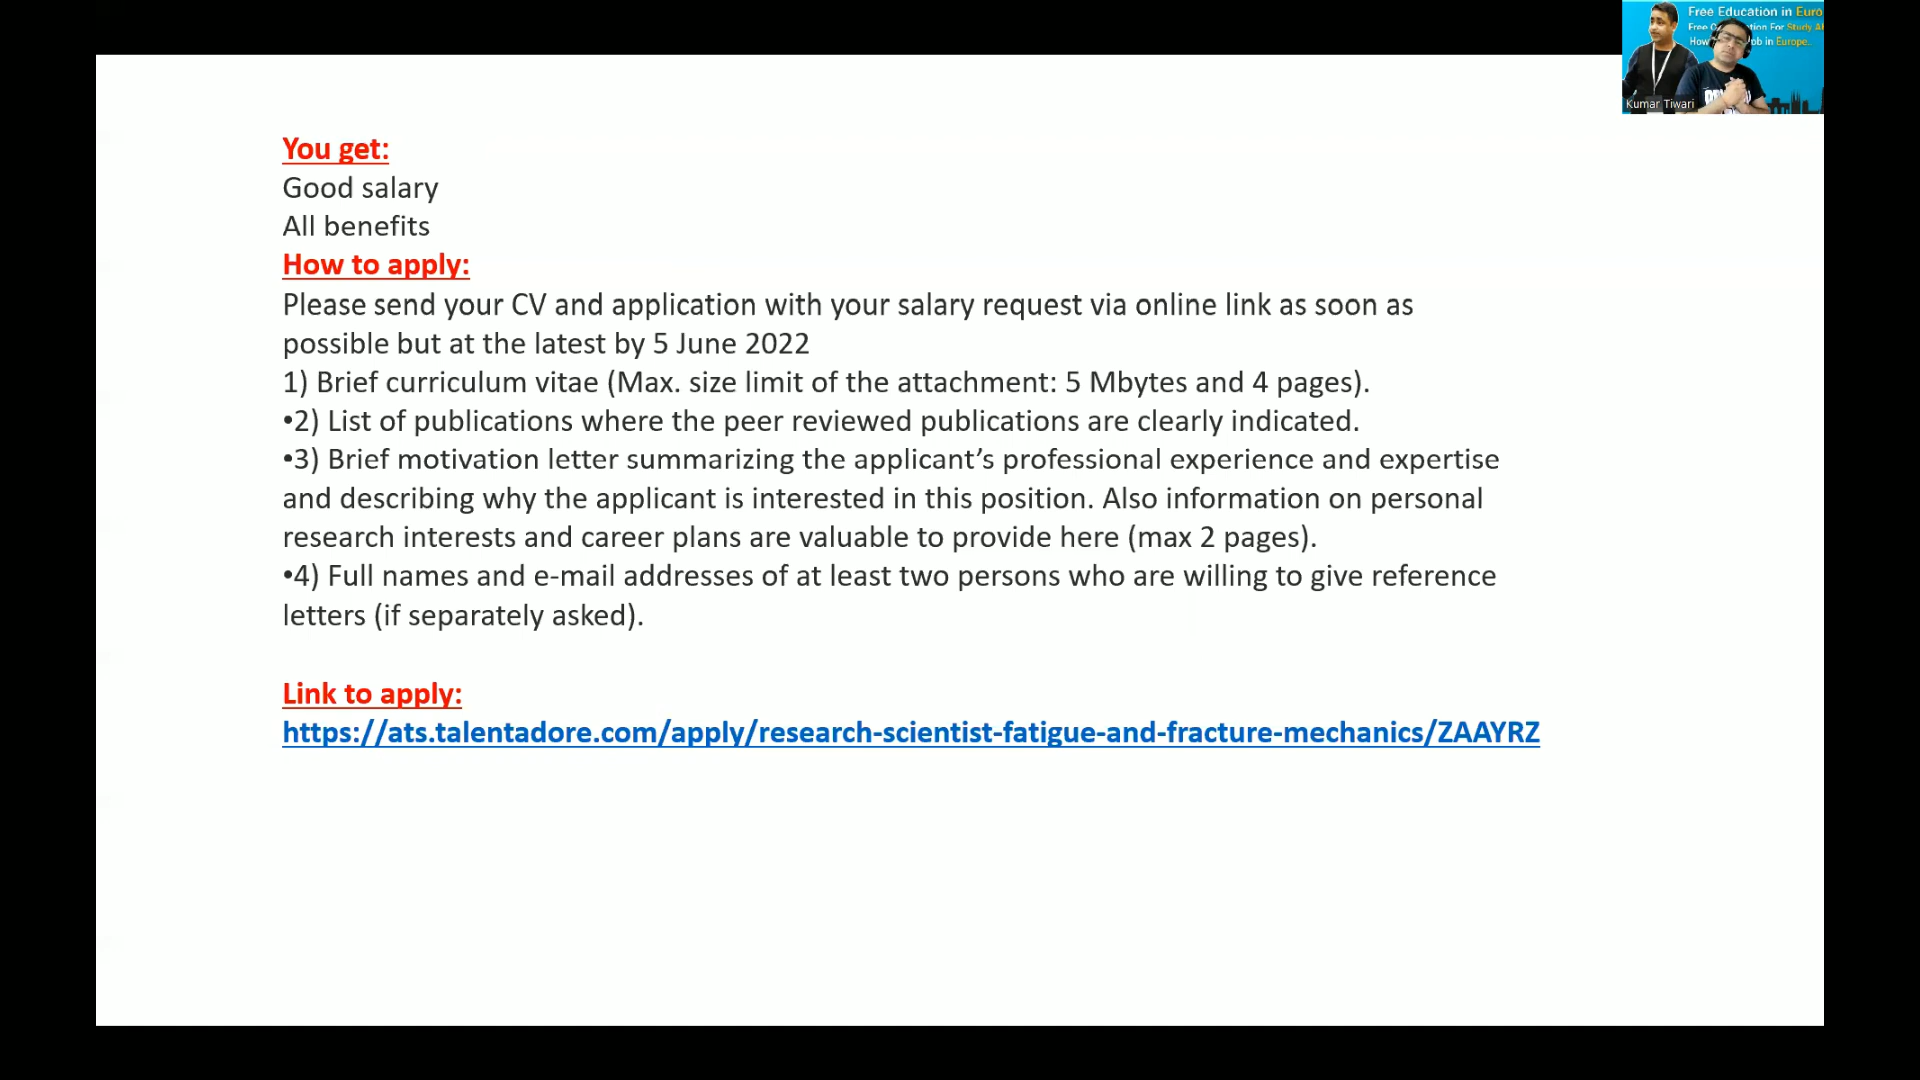 You get:
Good salary
All benefits
How to apply:
Please send your CV and application with your salary request via online link as soon as
possible but at the latest by 5 June 2022
1) Brief curriculum vitae (Max. size limit of the attachment: 5 Mbytes and 4 pages).
•2) List of publications where the peer reviewed publications are clearly indicated.
•3) Brief motivation letter summarizing the applicant’s professional experience and expertise
and describing why the applicant is interested in this position. Also information on personal
research interests and career plans are valuable to provide here (max 2 pages).
•4) Full names and e-mail addresses of at least two persons who are willing to give reference
letters (if separately asked).
Link to apply:
https://ats.talentadore.com/apply/research-scientist-fatigue-and-fracture-mechanics/ZAAYRZ
Free Education in Euro
Free For Study
How in Europe..
Kumar Tiwari